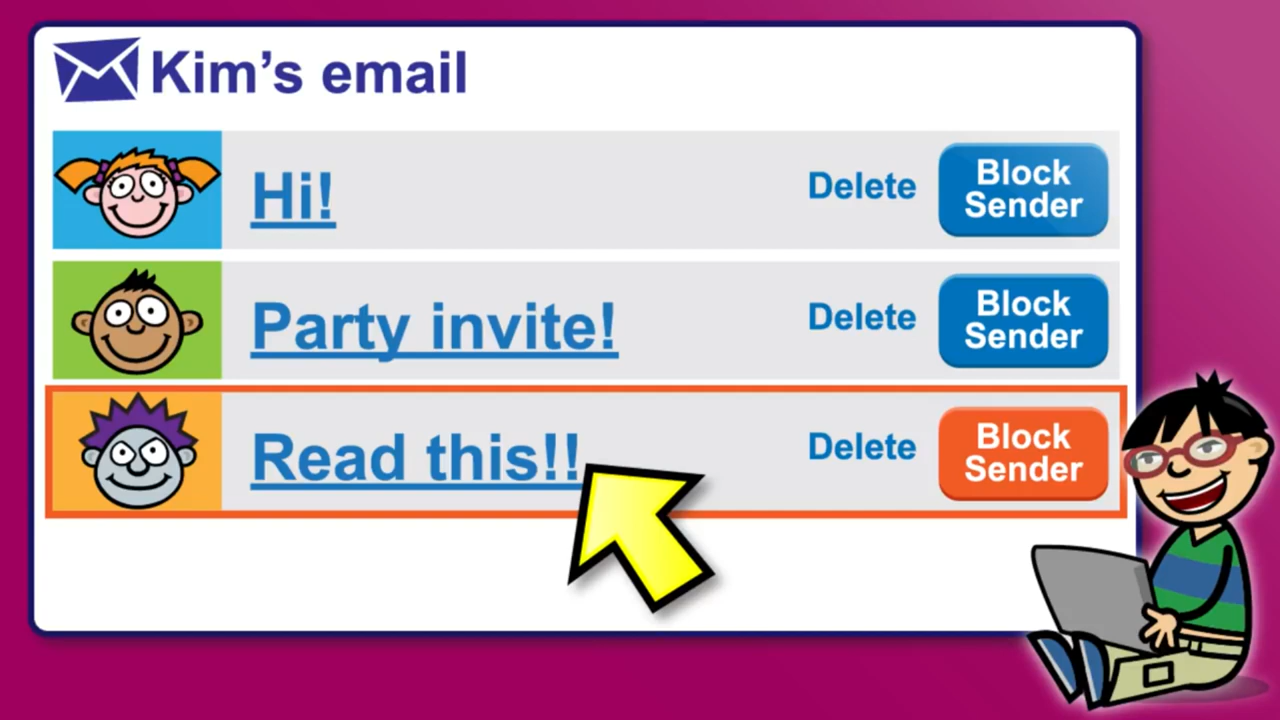 Kim’s email
Hi!
Delete
Block
Sender
Party invite!
Delete
Block
Sender
Read this!!
Delete
Block
Sender